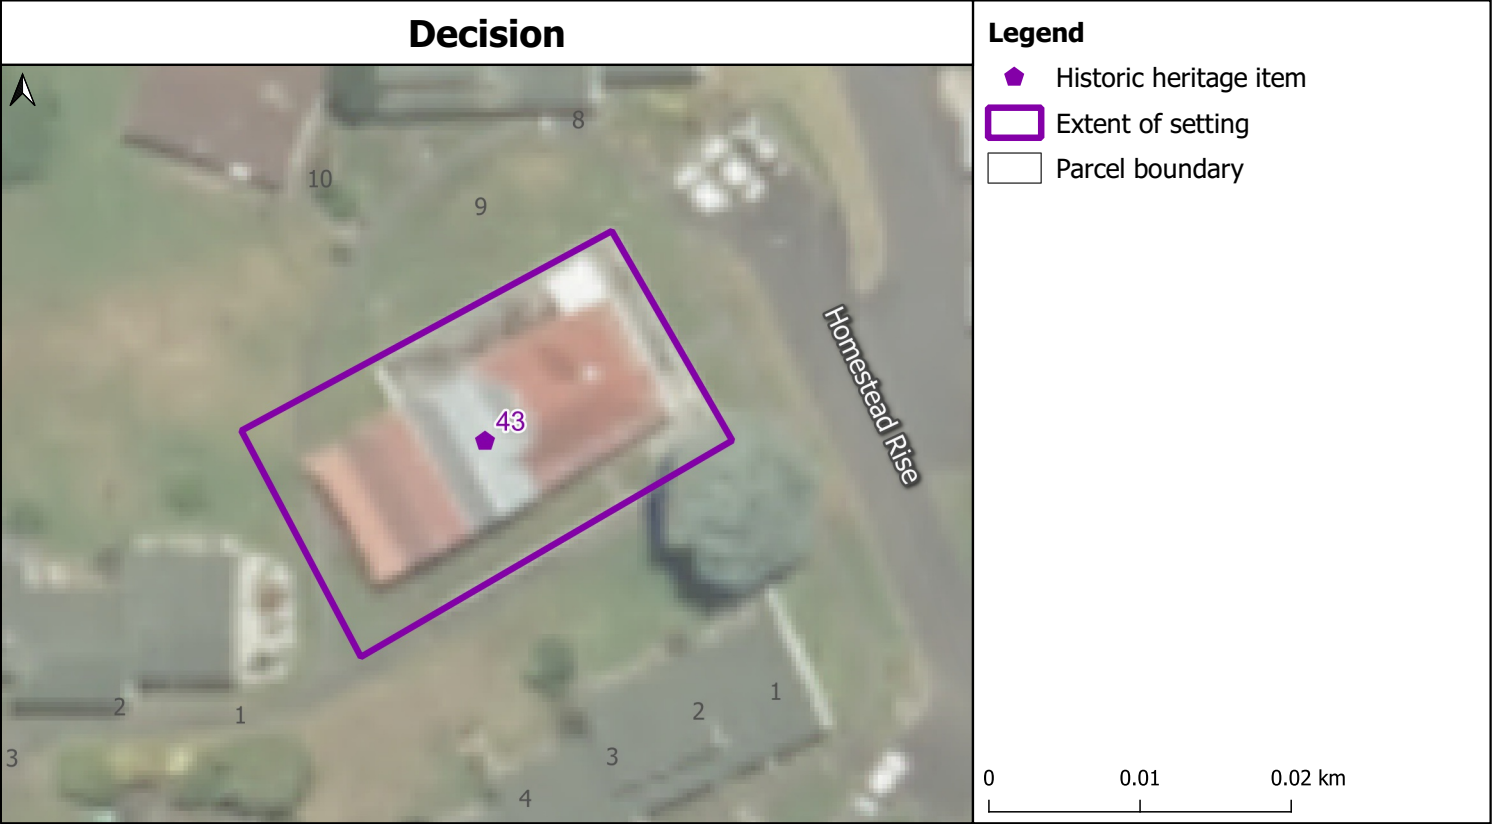 Decision
Legend
Historic heritage item
Extent of setting
Parcel boundary
8
10
9
43
Homestead Rise
2
1
3
1
2
3
4
0 0.01 0.02 km